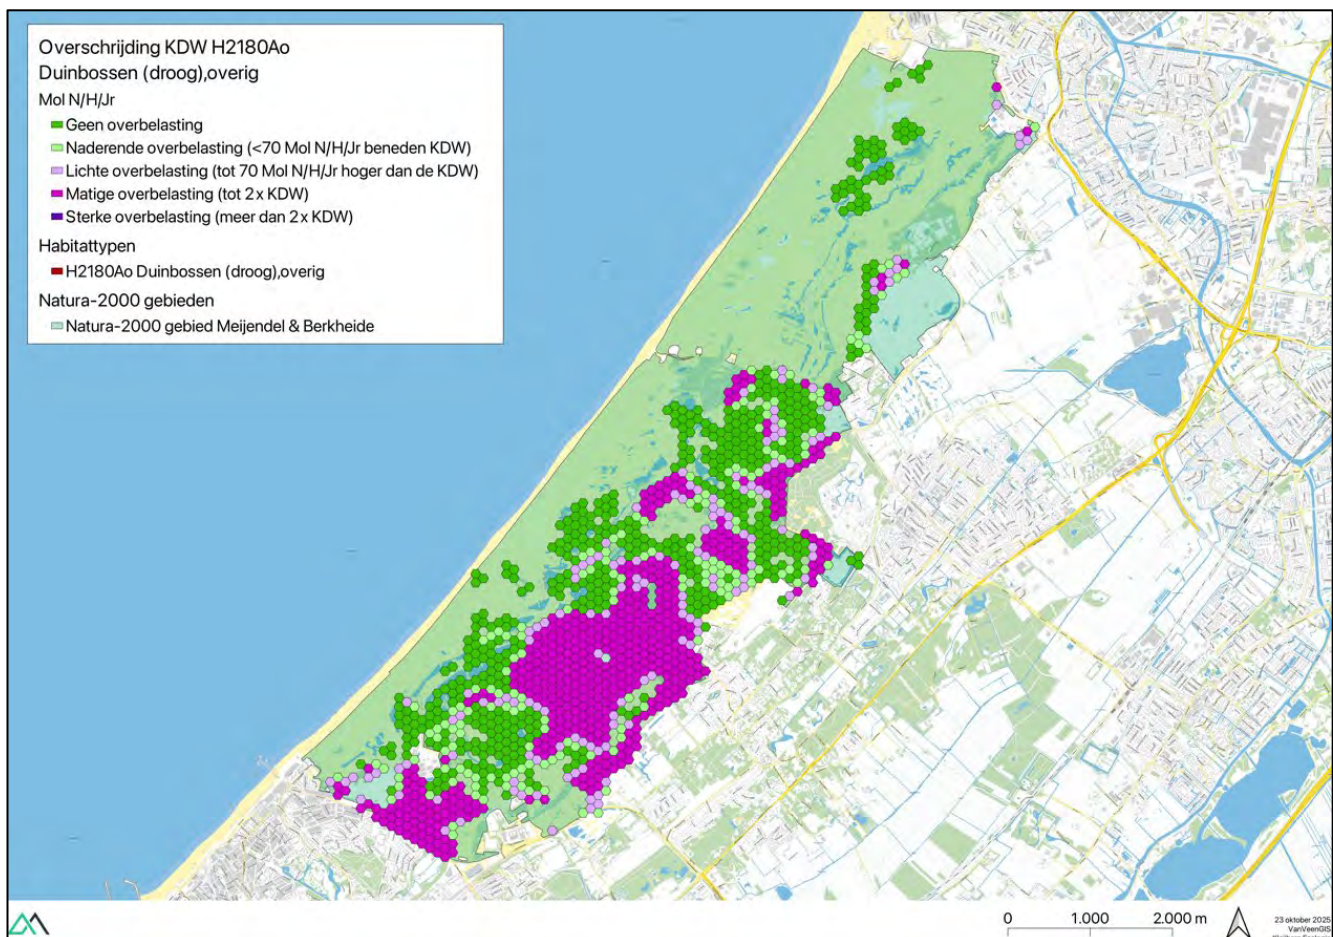 Overschrijding KDW H2180Ao
Duinbossen (droog),overig
Mol N/H/Jr
Geen overbelasting
Naderende overbelasting (<70 Mol N/H/Jr beneden KDW)
Lichte overbelasting (tot 70 Mol N/H/Jr hoger dan de KDW)
Matige overbelasting (tot 2x KDW)
Sterke overbelasting (meer dan 2x KDW)
Habitattypen
H2180Ao Duinbossen (droog),overig
Natura-2000 gebieden
Natura-2000 gebied Meijendel & Berkheide
0 1.000 2.000 m
23 oktober 2025
VanVeenGIS